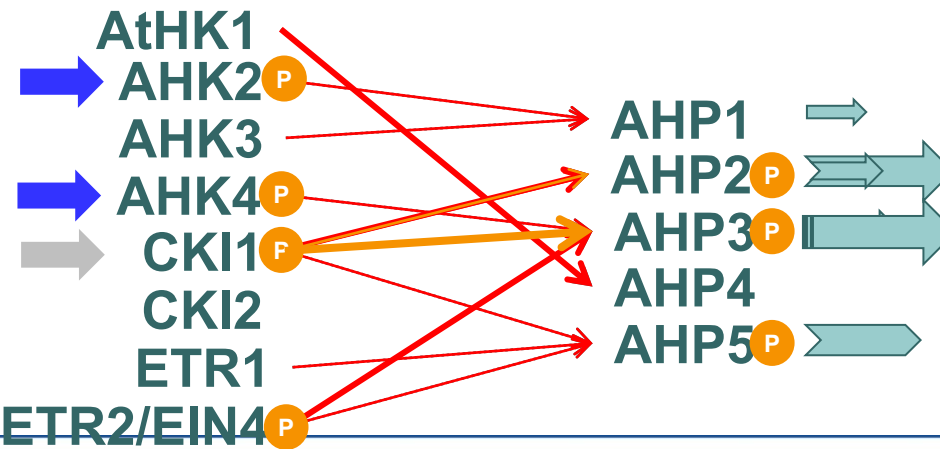 AtHK1
AHK2 P
AHK3
AHK4 P
CKI1 P
CKI2
ETR1
ETR2/EIN4 P
AHP1
AHP2 P
AHP3 P
AHP4
AHP5 P